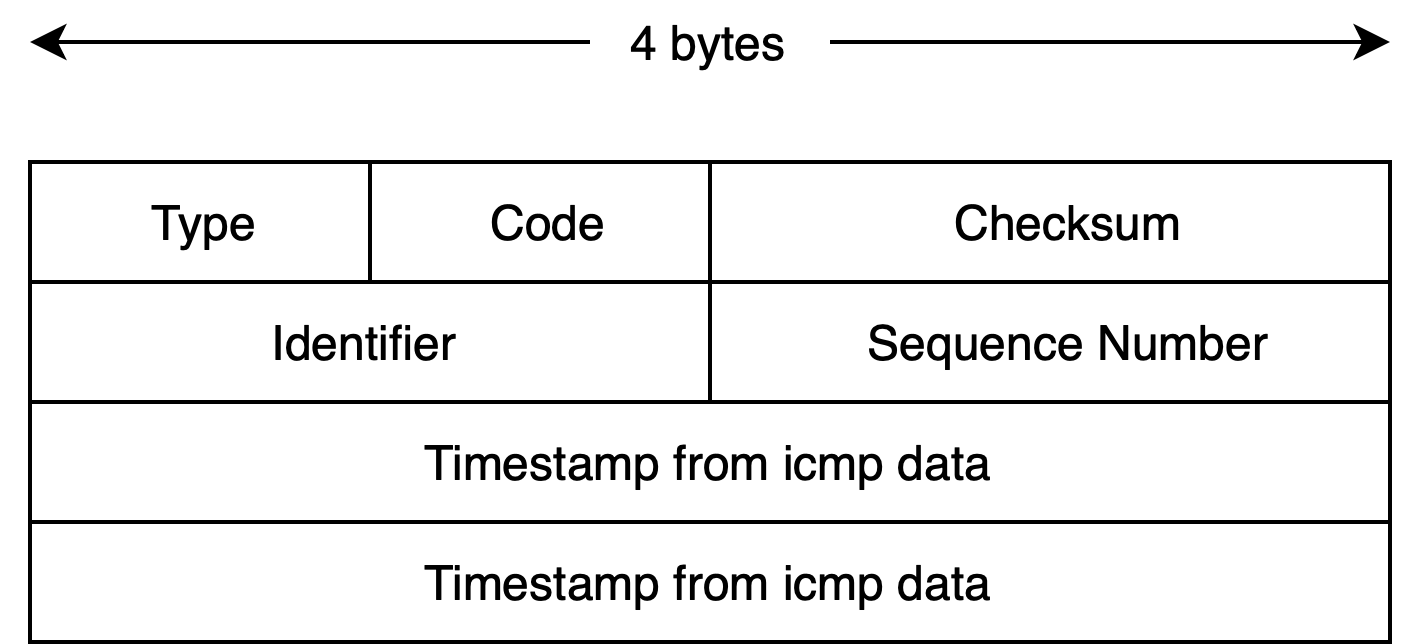 4 bytes
Type Code Checksum
Identifier Sequence Number
Timestamp from icmp data
Timestamp from icmp data